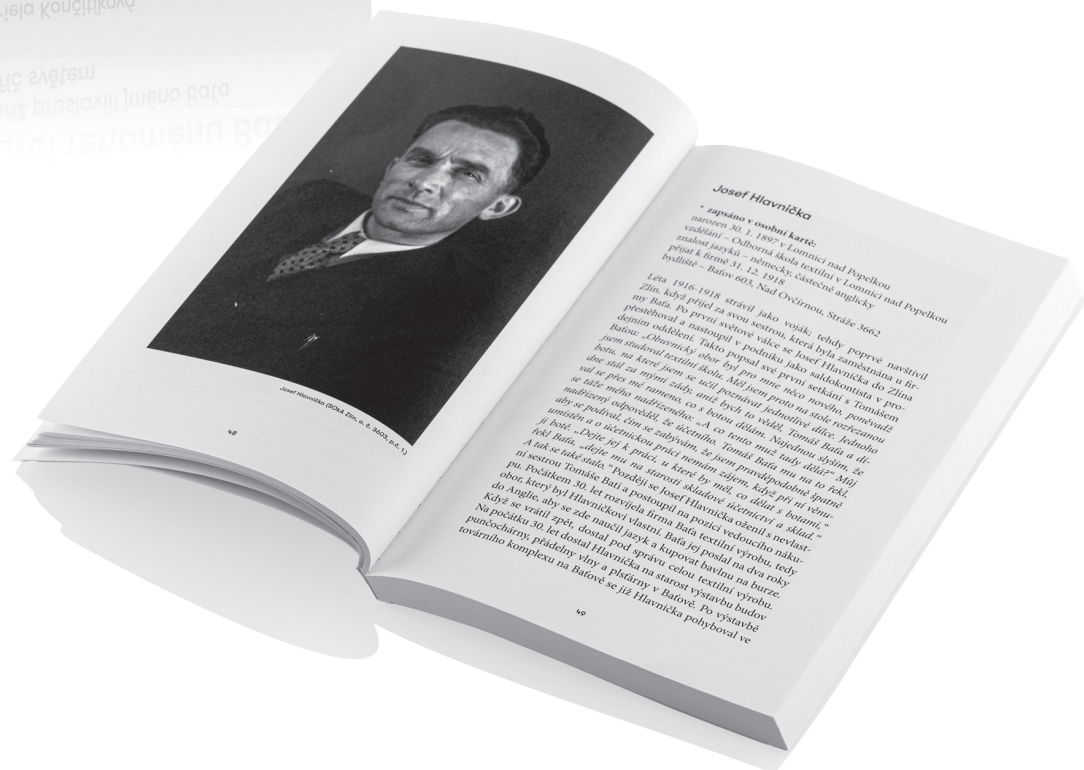 Končitíková
světem
proslavili jméno Baťa
fenoménu
Josef Hlavnička (SOkA Zlín, o. č. 3603, p.č. 1)
48
Josef Hlavnička
* zapsáno v osobní kartě:
narozen 30. 1. 1897 v Lomnici nad Popelkou
vzdělání – Odborná škola textilní v Lomnici nad Popelkou
znalost jazyků – německy, částečně anglicky
přijat k firmě 31. 12. 1918
bydliště – Baťov 603, Nad Ovčírnou, Stráže 3662
Léta 1916-1918 strávil jako voják; tehdy poprvé navštívil
Zlín, když přijel za svou sestrou, která byla zaměstnána u fir-
my Baťa. Po první světové válce se Josef Hlavnička do Zlína
přestěhoval a nastoupil v podniku jako saldokontista v pro-
dejním oddělení. Takto popsal své první setkání s Tomášem
Baťou: „Obuvnický obor byl pro mne něco nového, poněvadž
jsem studoval textilní školu. Měl jsem proto na stole rozřezanou
botu, na které jsem se učil poznávat jednotlivé dílce. Jednoho
dne stál za mými zády, aniž bych to věděl, Tomáš Baťa a dí-
val se přes mé rameno, co s botou dělám. Najednou slyším, že
se táže mého nadřízeného: „A co tento muž tady dělá?“ Můj
nadřízený odpověděl, že účetního. Tomáš Baťa mu na to řekl,
aby se podíval, čím se zabývám, že jsem pravděpodobně špatně
umístěn a o účetnickou práci nemám zájem, když při ní věnu-
ji botě. „Dejte jej k práci, u které by měl, co dělat s botami,“
řekl Baťa, „dejte mu na starosti skladové účetnictví a sklad.“
A tak se také stalo.“ Později se Josef Hlavnička oženil s nevlast-
ní sestrou Tomáše Bati a postoupil na pozici vedoucího náku-
pu. Počátkem 30. let rozvíjela firma Baťa textilní výrobu, tedy
obor, který byl Hlavničkovi vlastní. Baťa jej poslal na dva roky
do Anglie, aby se zde naučil jazyk a kupovat bavlnu na burze.
Když se vrátil zpět, dostal pod správu celou textilní výrobu.
Na počátku 30. let dostal Hlavnička na starost výstavbu budov
punčochárny, přádelny vlny a plsťárny v Baťově. Po výstavbě
továrního komplexu na Baťově se již Hlavnička pohyboval ve
49